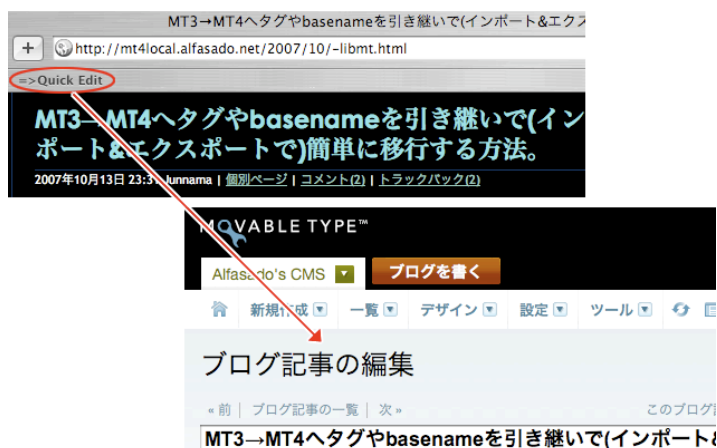 MT3→MT4へタグやbasenameを引き継いで(インポート&エクス
http://mt4local.alfasado.net/2007/10/-libmt.html
=>Quick Edit
MT3→MT4へタグやbasenameを引き継いで(イン
ポート&エクスポートで)簡単に移行する方法。
2007年10月13日 23:31 Junnama | 個別ページ | コメント(2) | トラックバック(2)
MOVABLE TYPE™
Alfasado's CMS ブログを書く
新規作成 一覧 デザイン 設定 ツール
ブログ記事の編集
«前 | ブログ記事の一覧 | 次» このブログ
MT3→MT4へタグやbasenameを引き継いで(インポート&